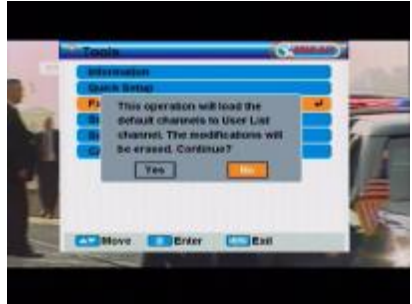 Tools
Information
Quick Setup
This operation will load the
default channels to User List
channel. The modifications will
be erased. Continue?
Yes
No
Move
Enter
Exit